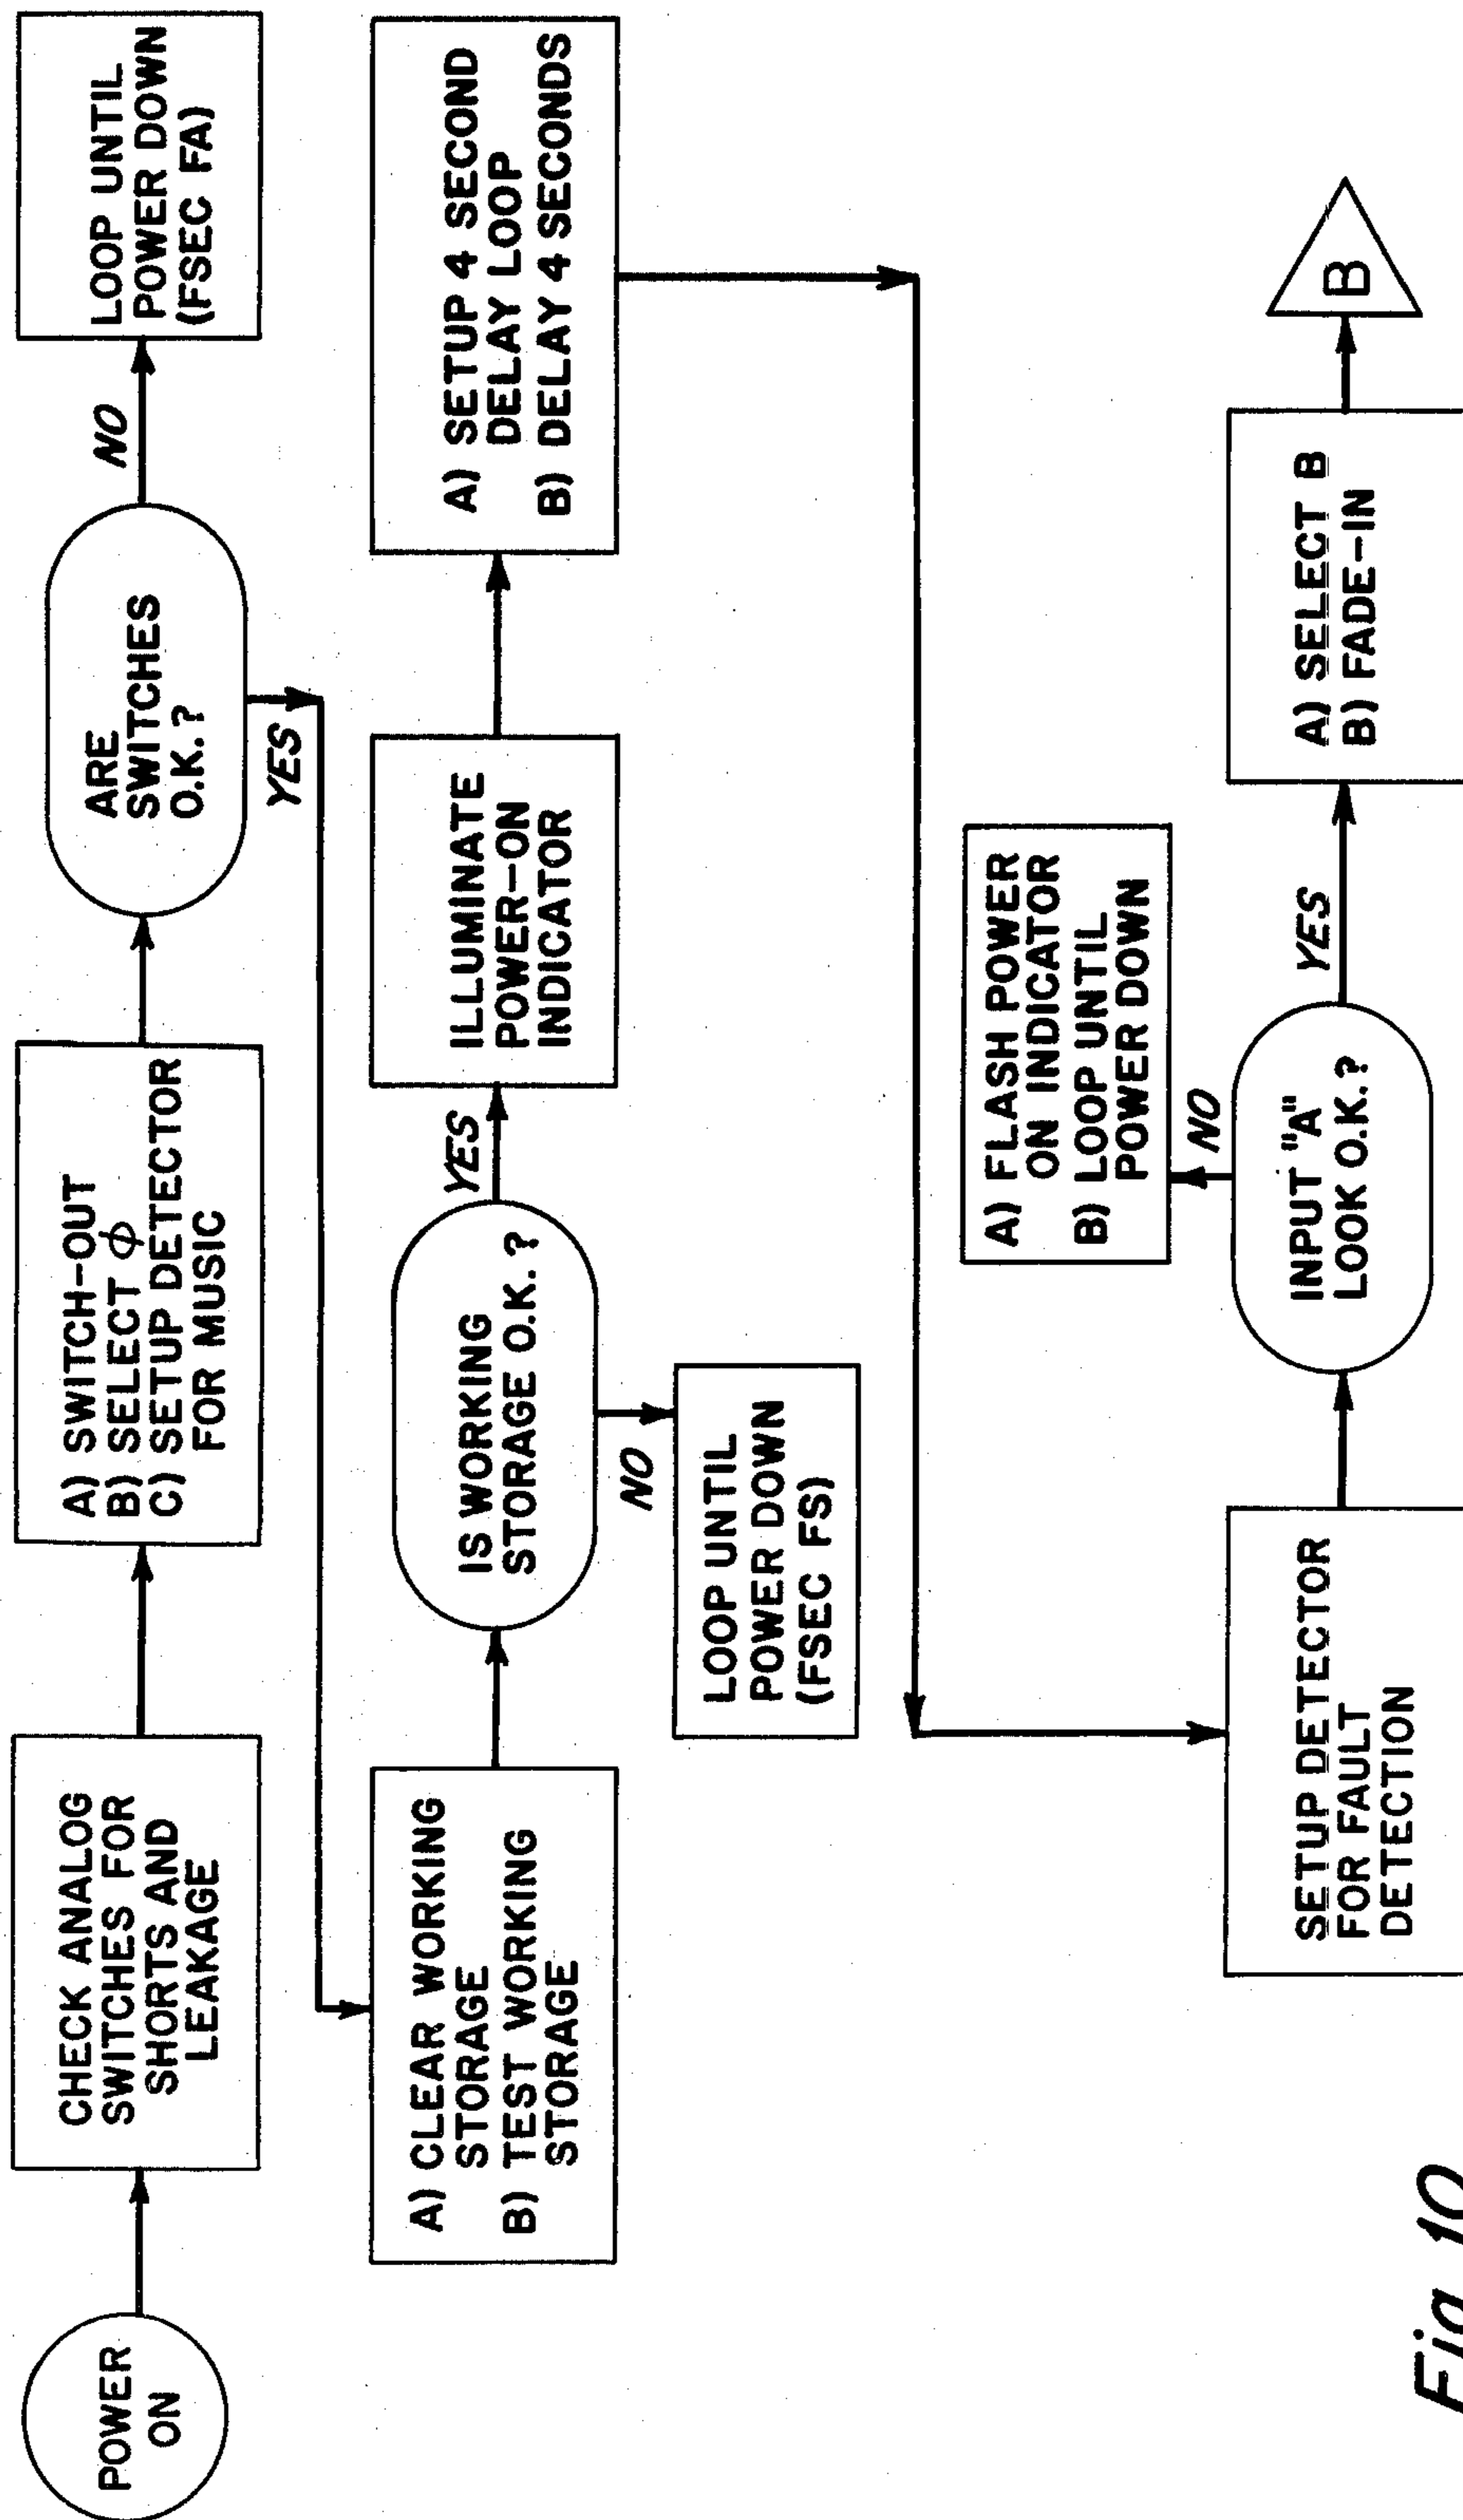 POWER
ON
CHECK ANALOG
SWITCHES FOR
SHORTS AND
LEAKAGE
A) SWITCH-OUT
B) SELECT ϕ
C) SETUP DETECTOR
FOR MUSIC
ARE
SWITCHES
O.K.?
NO
LOOP UNTIL
POWER DOWN
(FSEC FA)
YES
A) CLEAR WORKING
STORAGE
B) TEST WORKING
STORAGE
IS WORKING
STORAGE O.K. ?
NO
LOOP UNTIL
POWER DOWN
(FSEC FS)
YES
ILLUMINATE
POWER-ON
INDICATOR
A) SETUP 4 SECOND
DELAY LOOP
B) DELAY 4 SECONDS
SETUP DETECTOR
FOR FAULT
DETECTION
INPUT "A"
LOOK O.K.?
NO
A) FLASH POWER
ON INDICATOR
B) LOOP UNTIL
POWER DOWN
YES
A) SELECT B
B) FADE-IN
B
Fig. 10